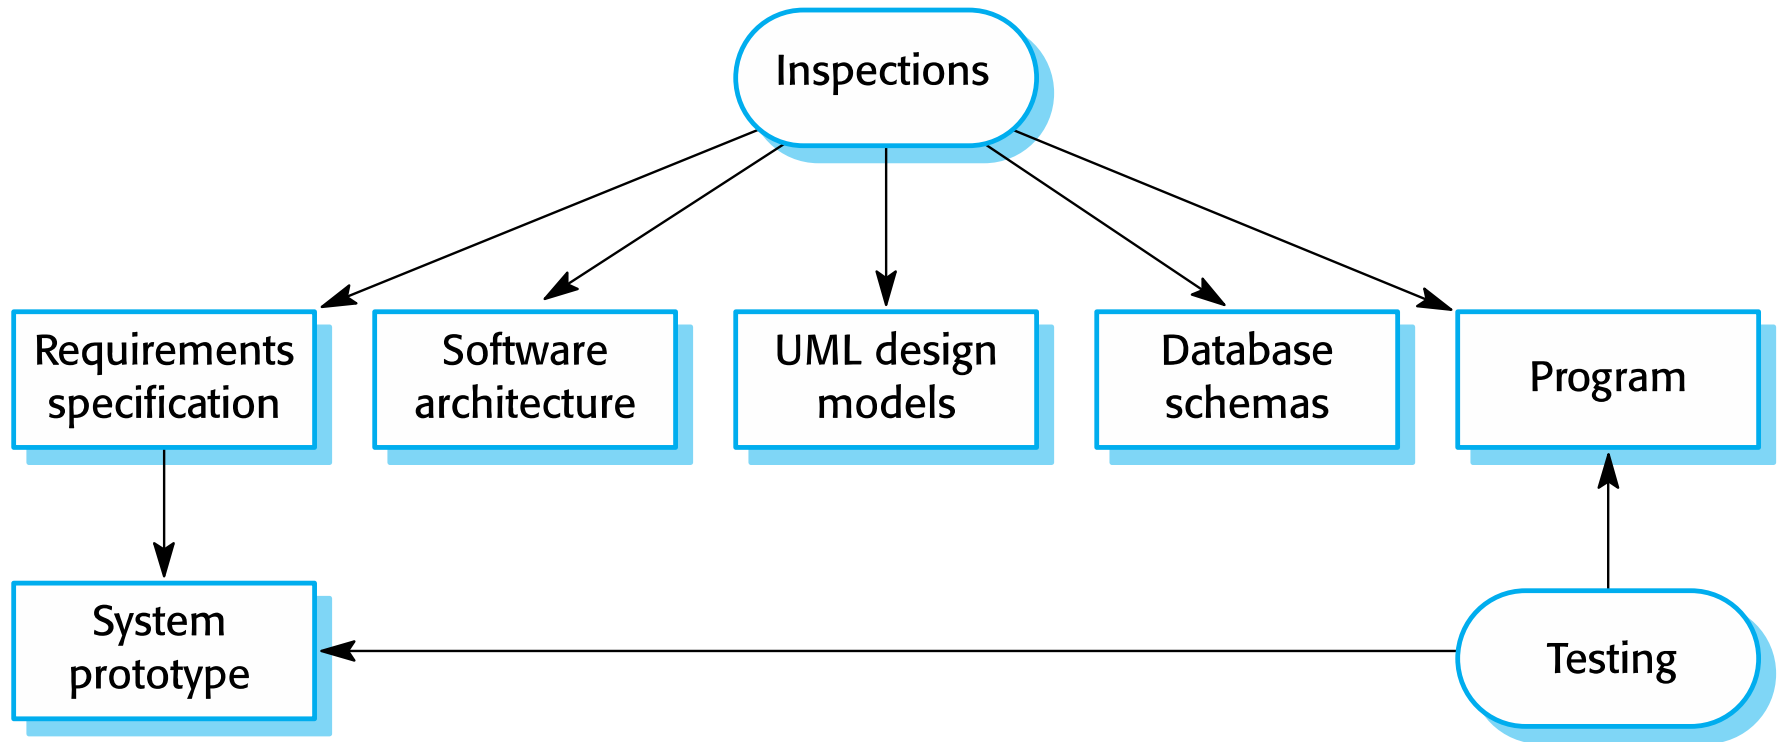 Inspections
Requirements
specification
Software
architecture
UML design
models
Database
schemas
Program
System
prototype
Testing